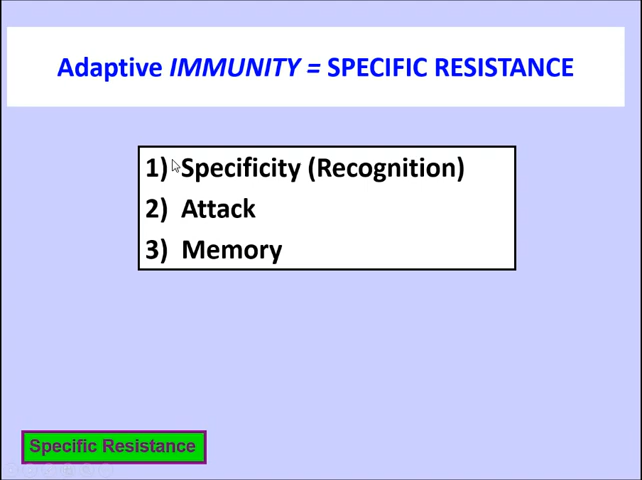 Adaptive IMMUNITY = SPECIFIC RESISTANCE
1) Specificity (Recognition)
2) Attack
3) Memory
Specific Resistance